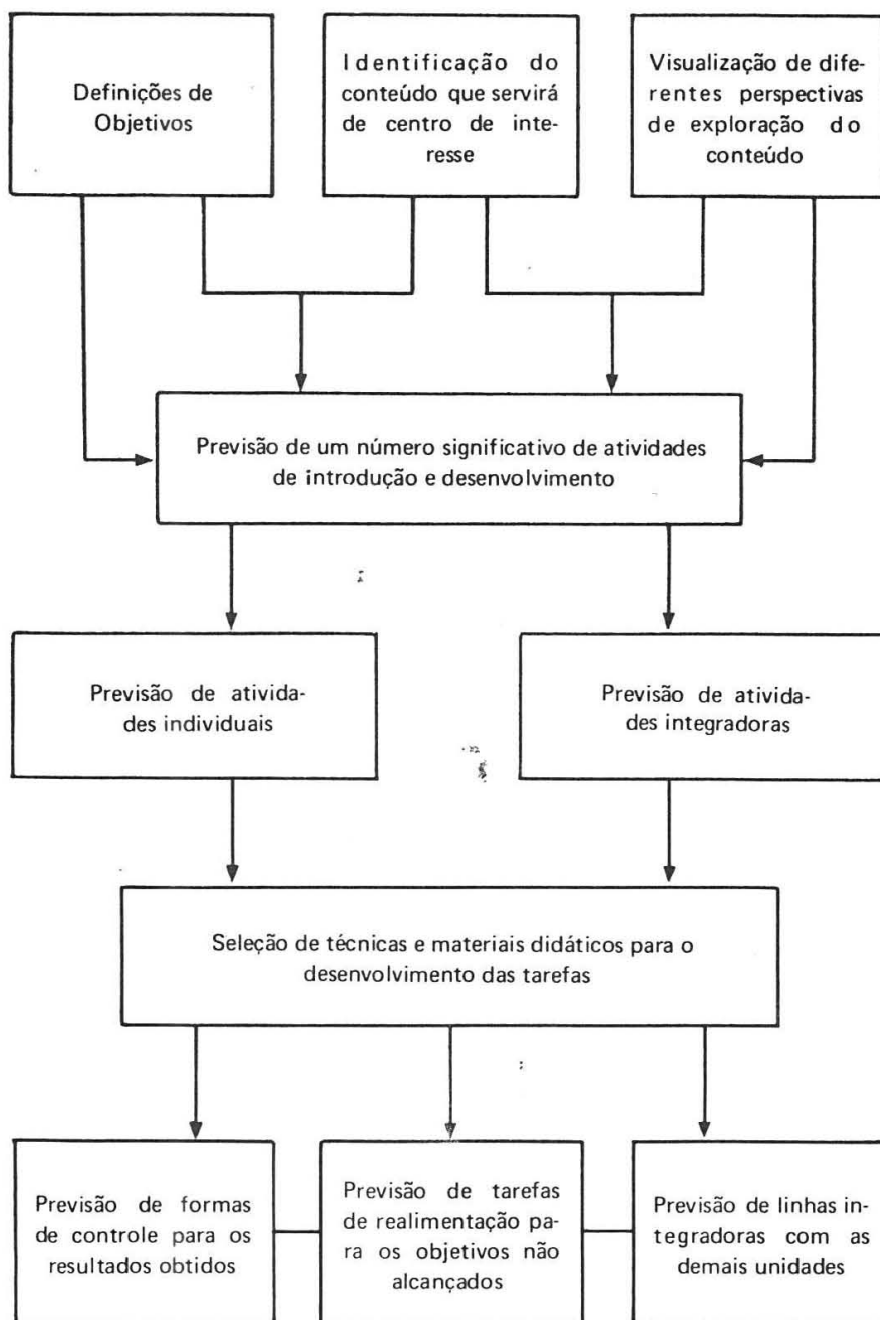 Definições de
Objetivos
Identificação do
conteúdo que servirá
de centro de inte-
resse
Visualização de dife-
rentes perspectivas
de exploração do
conteúdo
Previsão de um número significativo de atividades
de introdução e desenvolvimento
Previsão de ativida-
des individuais
Previsão de ativida-
des integradoras
Seleção de técnicas e materiais didáticos para o
desenvolvimento das tarefas
Previsão de formas
de controle para os
resultados obtidos
Previsão de tarefas
de realimentação pa-
ra os objetivos não
alcançados
Previsão de linhas in-
tegradoras com as
demais unidades